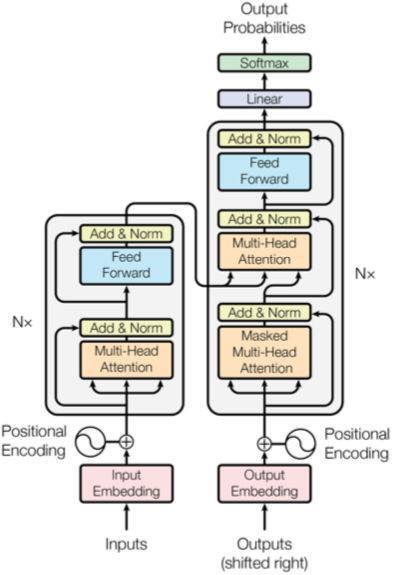 Output
Probabilities
Softmax
Linear
Add & Norm
Feed
Forward
Add & Norm
Multi-Head
Attention
Add & Norm
Masked
Multi-Head
Attention
Nx
Add & Norm
Feed
Forward
Add & Norm
Multi-Head
Attention
N×
Positional
Encoding
Positional
Encoding
Input
Embedding
Output
Embedding
Inputs
Outputs
(shifted right)